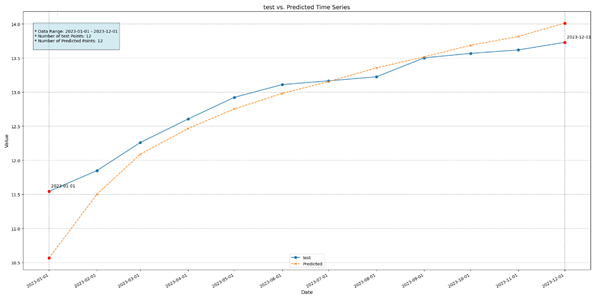 test vs. Predicted Time Series
14.0
13.5
13.0
12.5
12.0
11.5
11.0
10.5
Value
* Data Range: 2023-01-01 - 2023-12-01
* Number of test Points: 12
* Number of Predicted Points: 12
2023-12-01
2023-01-01
test
Predicted
2023-01-01
2023-02-01
2023-03-01
2023-04-01
2023-05-01
2023-06-01
2023-07-01
2023-08-01
2023-09-01
2023-10-01
2023-11-01
2023-12-01
Date